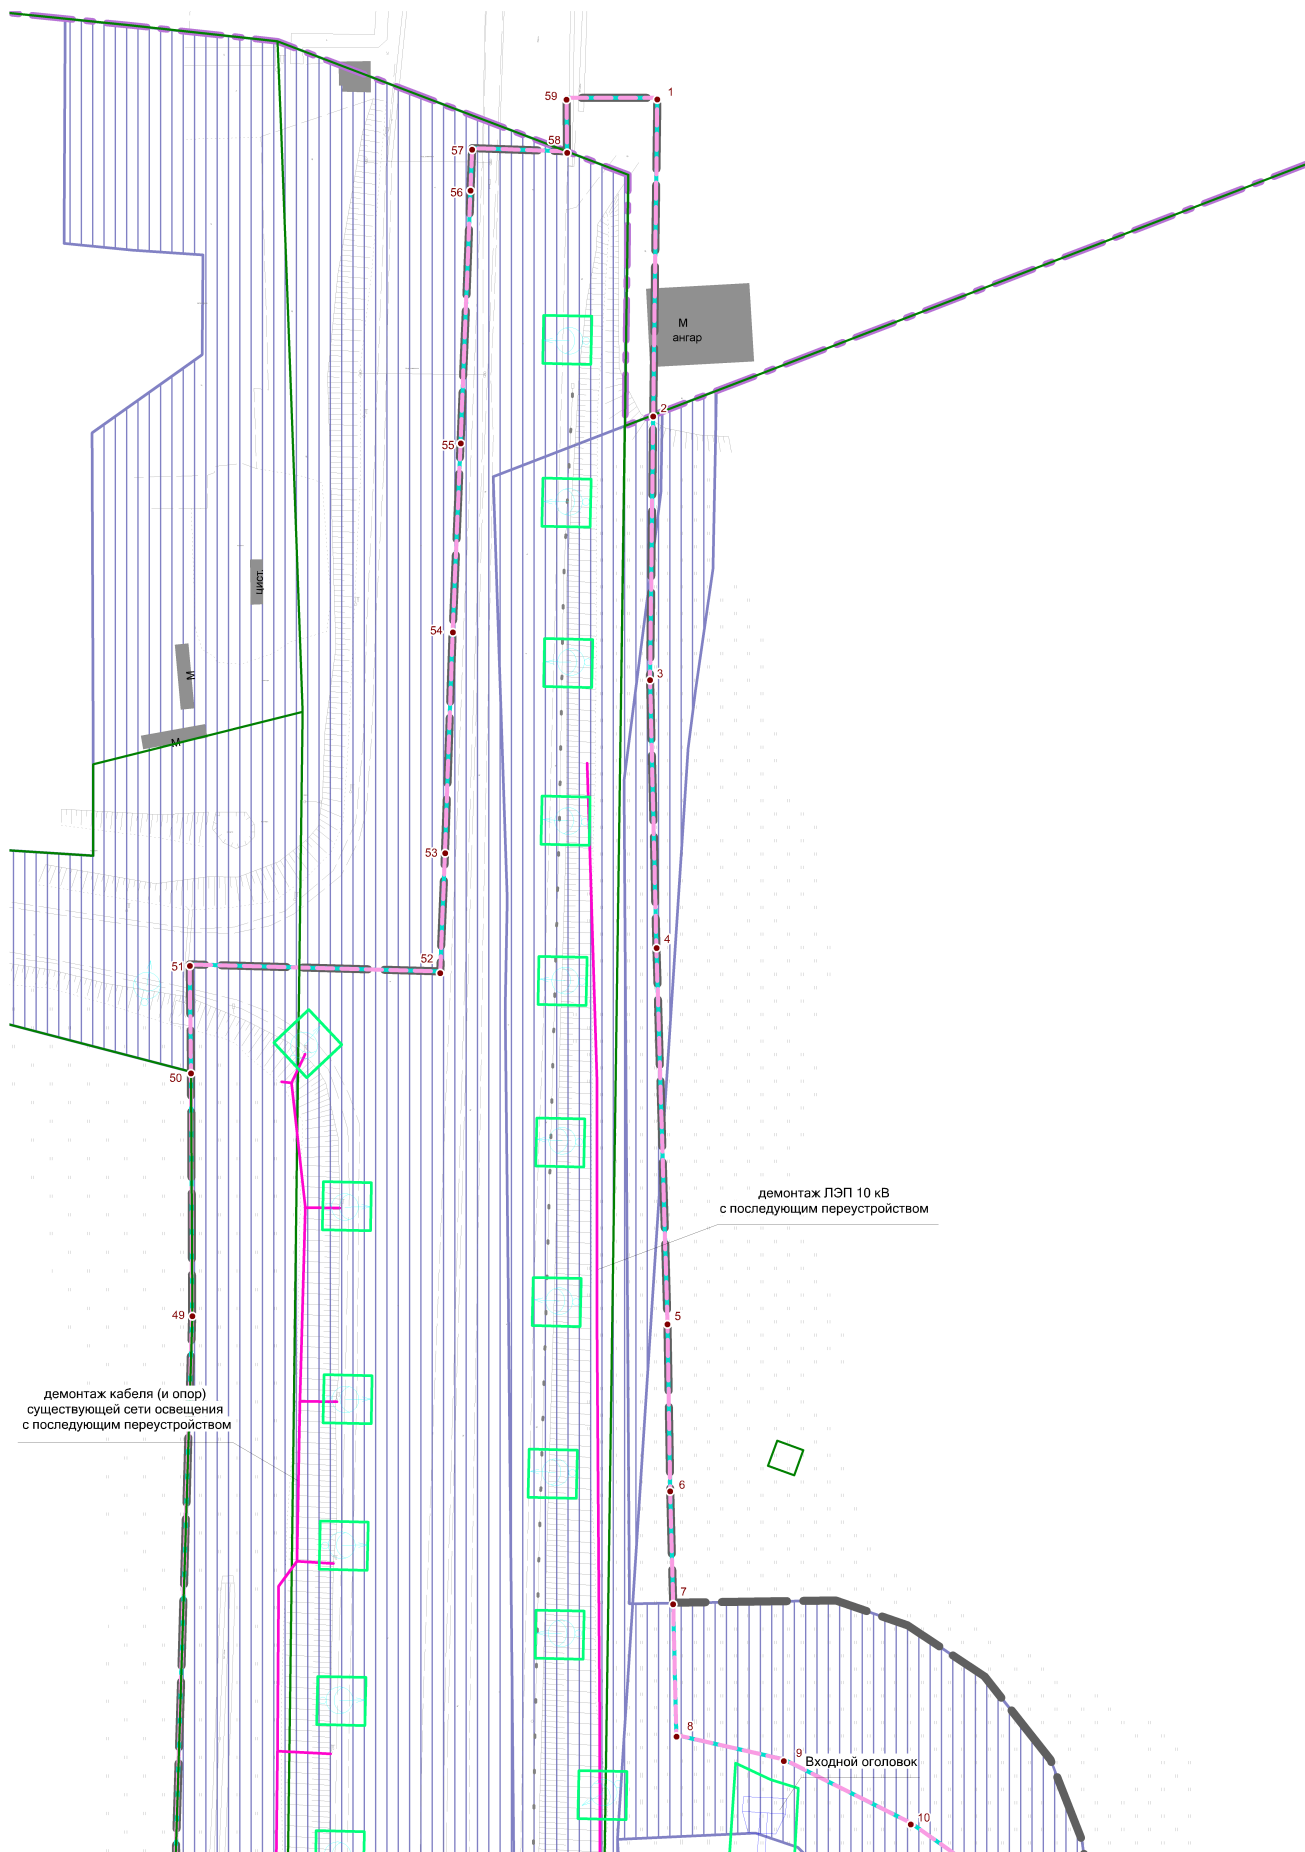 59
1
58
57
56
М
ангар
2
55
цист.
54
3
М
М
53
4
52
51
50
демонтаж ЛЭП 10 кВ
с последующим переустройством
49
5
демонтаж кабеля (и опор)
существующей сети освещения
с последующим переустройством
6
7
8
9
Входной оголовок
10